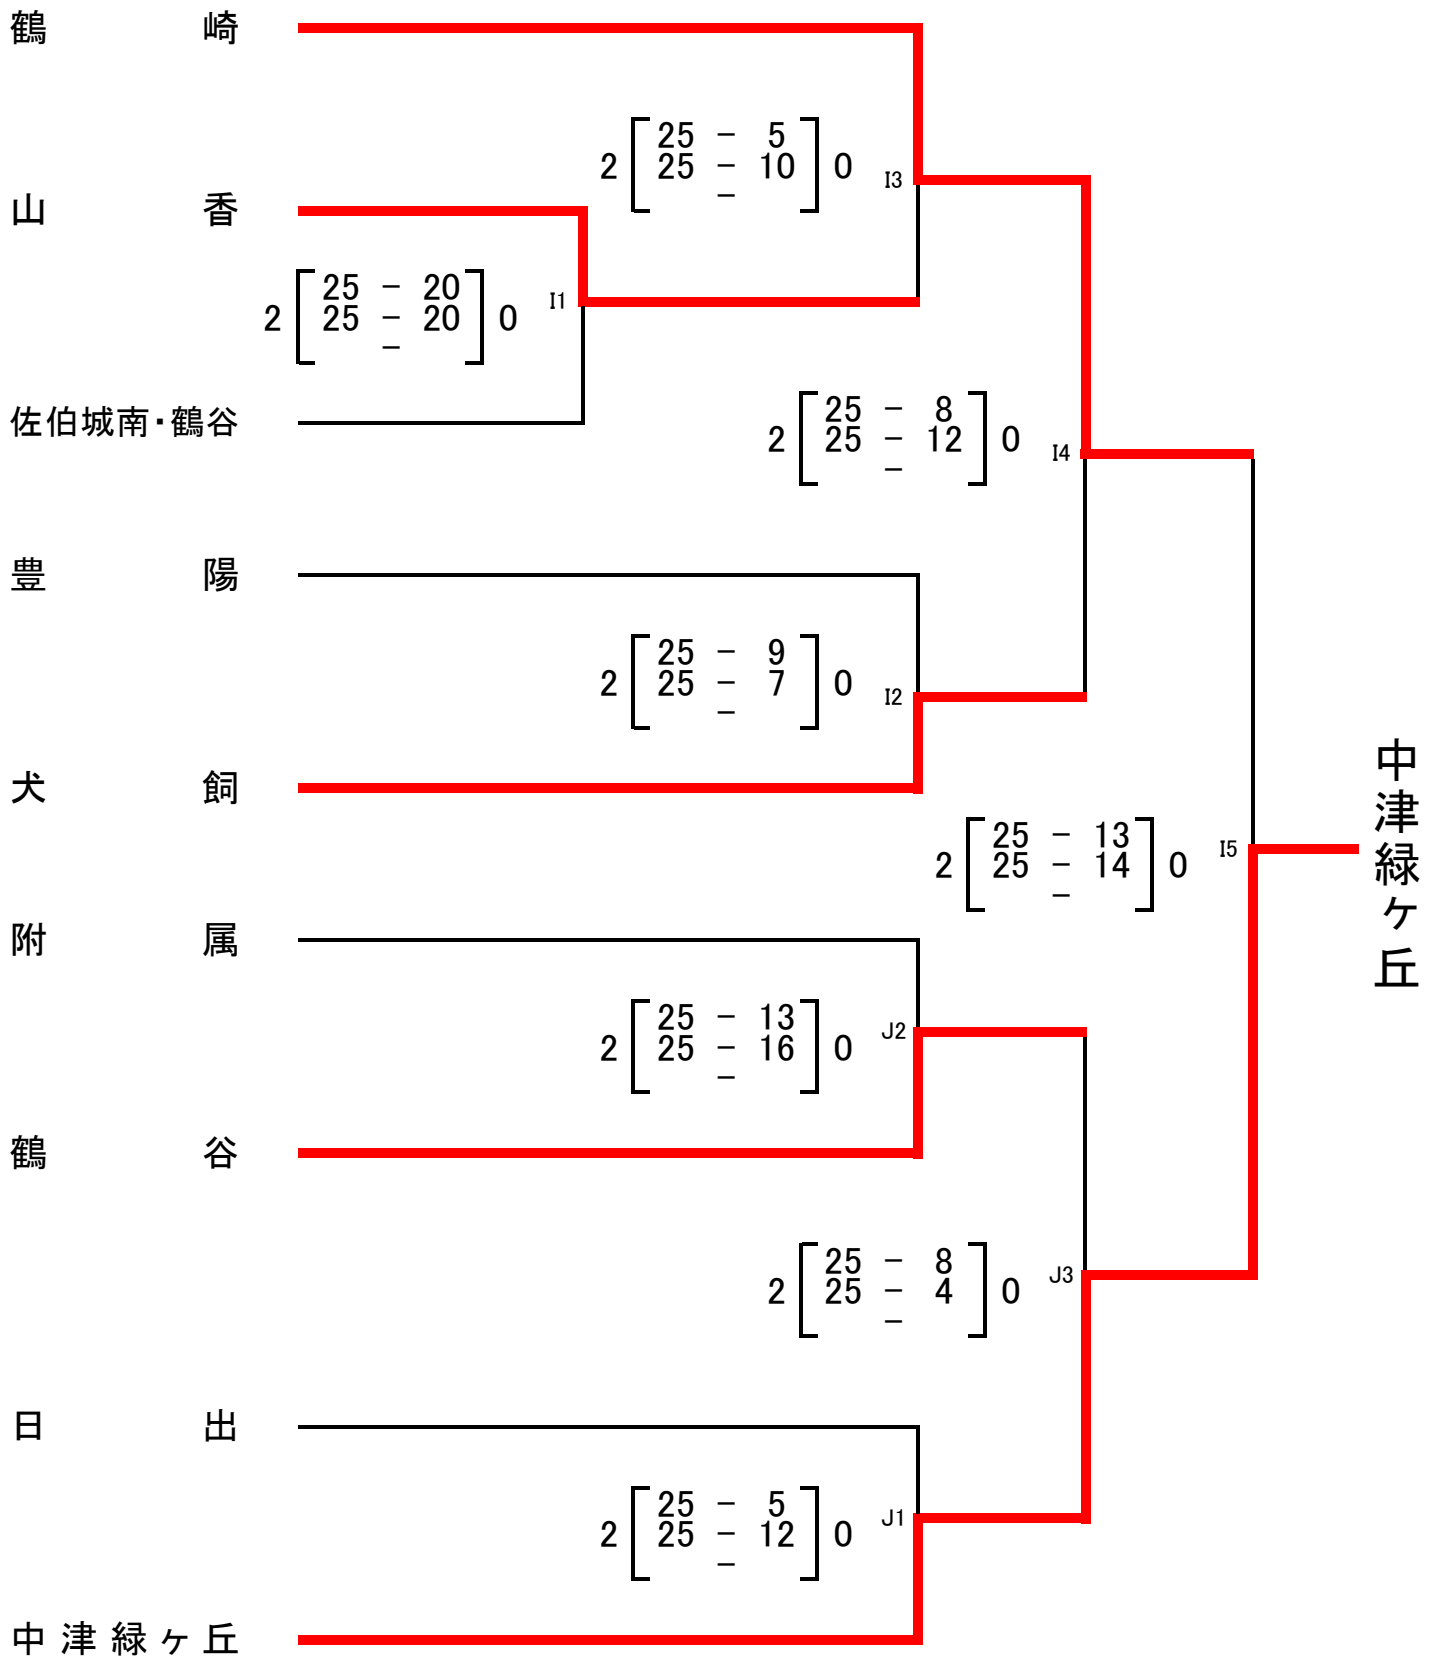 鶴崎
25 － 5
2 25 － 10 0 I3
－
山香
25 － 20
2 25 － 20 0 I1
－
佐伯城南・鶴谷
25 － 8
2 25 － 12 0 I4
－
豊陽
25 － 9
2 25 － 7 0 I2
－
犬飼
25 － 13
2 25 － 14 0 I5
－
中津緑ヶ丘
附属
25 － 13
2 25 － 16 0 J2
－
鶴谷
25 － 8
2 25 － 4 0 J3
－
日出
25 － 5
2 25 － 12 0 J1
－
中津緑ヶ丘